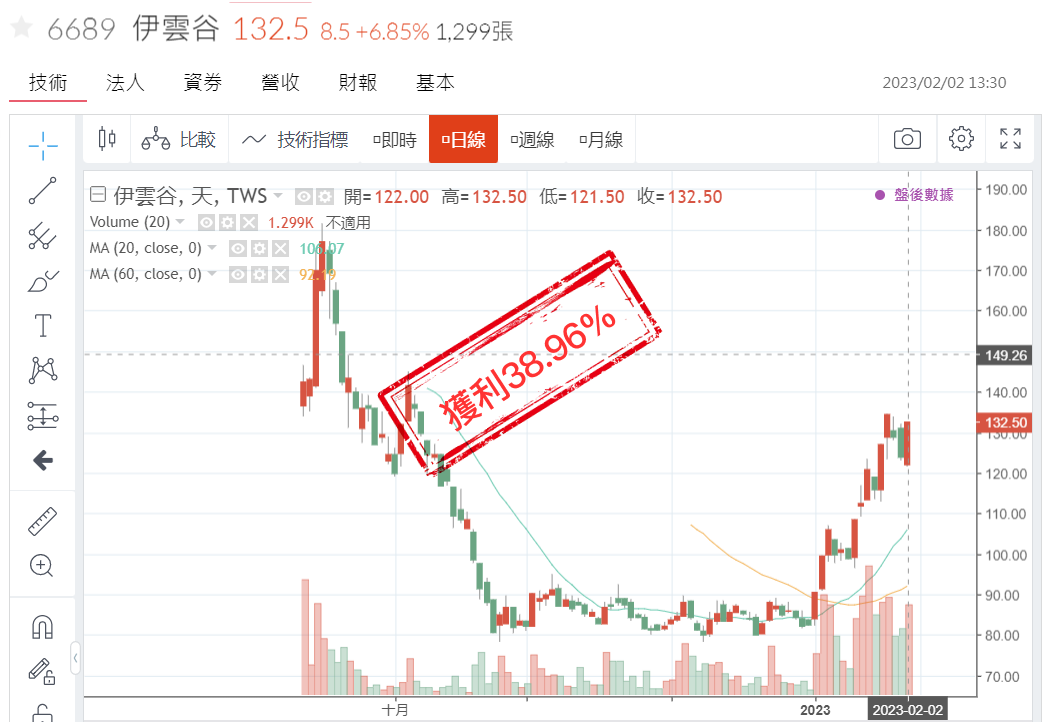 6689 伊雲谷 132.5 8.5 +6.85% 1,299張
技術 法人 資券 營收 財報 基本
2023/02/02 13:30
比較 技術指標 即時 日線 週線 月線
伊雲谷, 天, TWS 開=122.00 高=132.50 低=121.50 收=132.50
盤後數據
Volume (20) 1.299K 不適用
MA (20, close, 0) 106.07
MA (60, close, 0) 92.19
獲利38.96%
190.00
180.00
170.00
160.00
149.26
140.00
132.50
130.00
120.00
110.00
100.00
90.00
80.00
70.00
十月 2023 2023-02-02